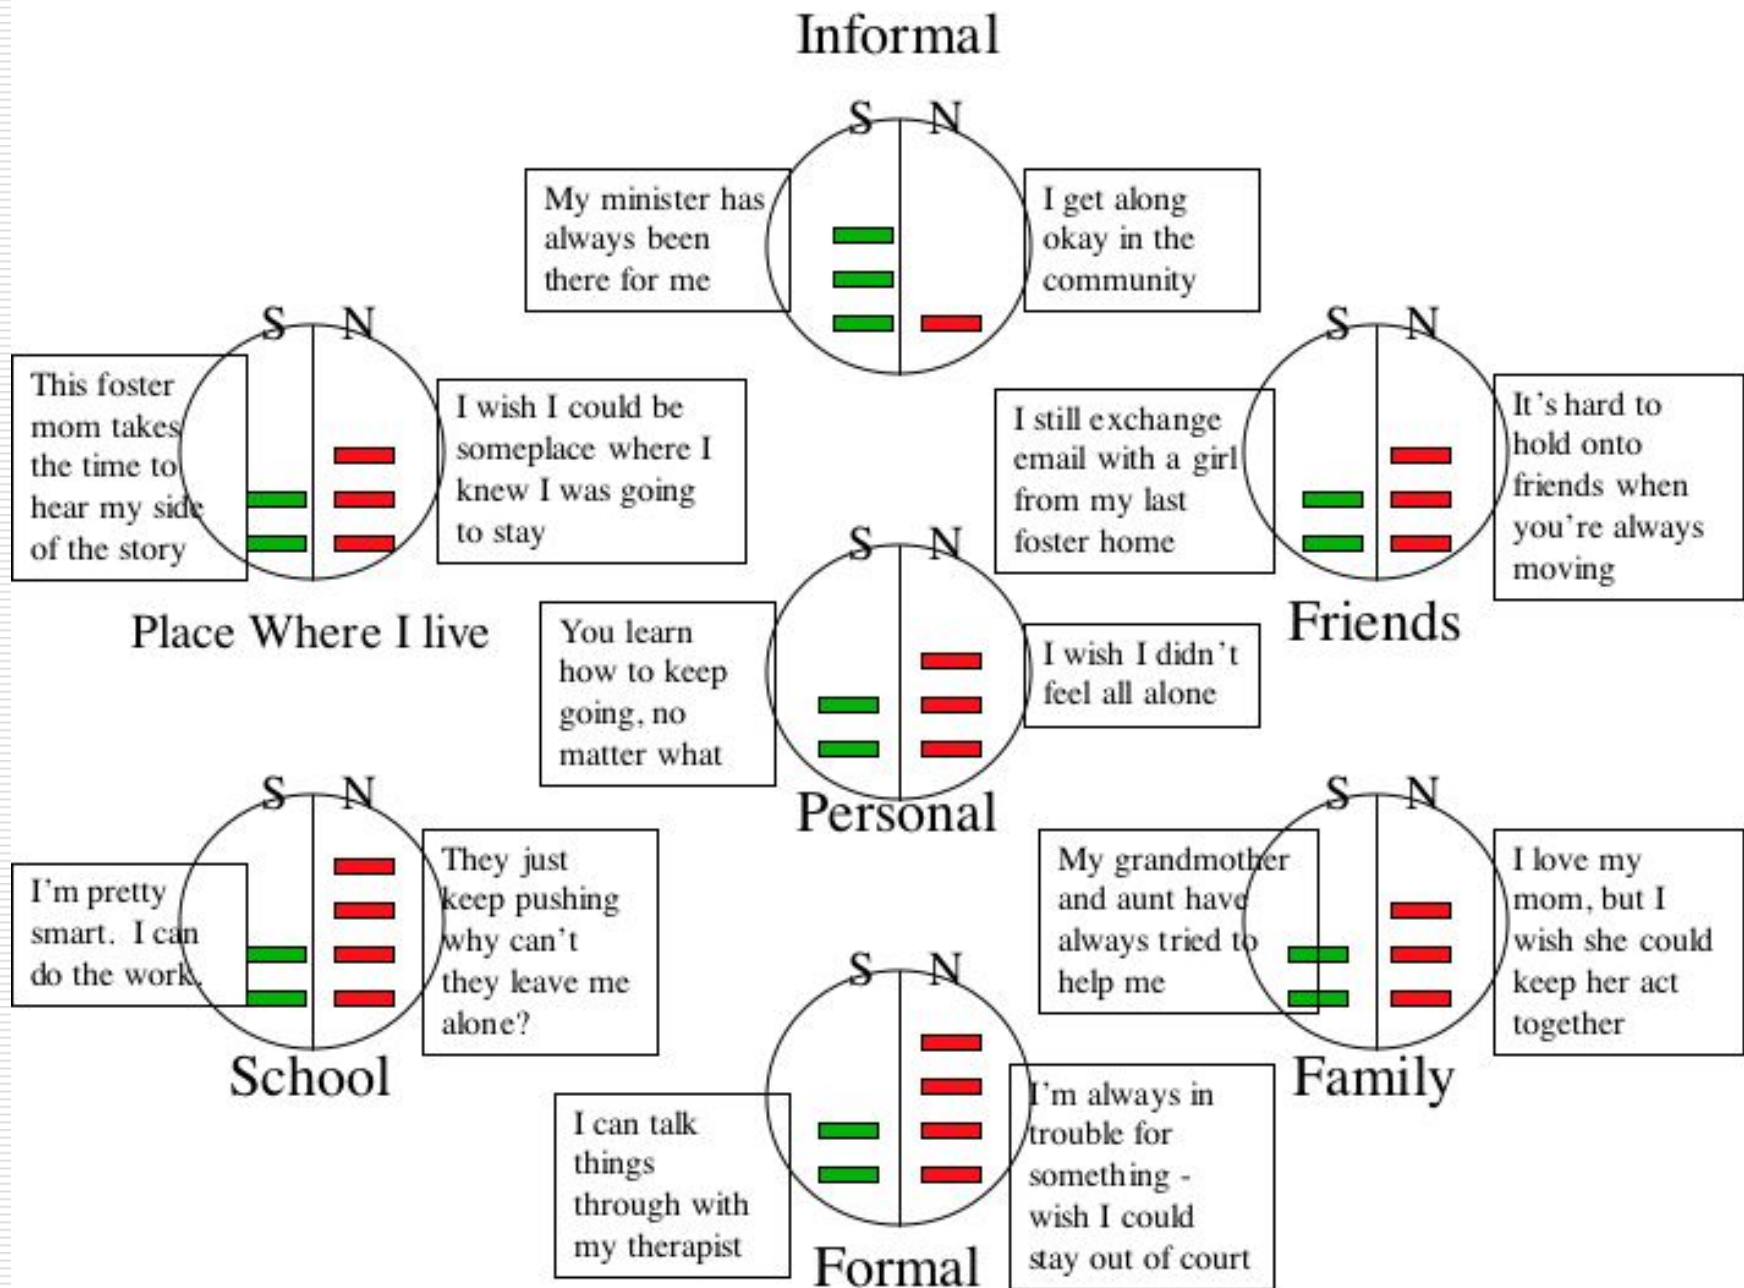 Informal
S N
My minister has
always been
there for me
I get along
okay in the
community
S N
This foster
mom takes
the time to
hear my side
of the story
I wish I could be
someplace where I
knew I was going
to stay
Place Where I live
S N
I still exchange
email with a girl
from my last
foster home
It's hard to
hold onto
friends when
you're always
moving
Friends
S N
You learn
how to keep
going, no
matter what
I wish I didn't
feel all alone
Personal
S N
I'm pretty
smart. I can
do the work.
They just
keep pushing
why can't
they leave me
alone?
School
S N
My grandmother
and aunt have
always tried to
help me
I love my
mom, but I
wish she could
keep her act
together
Family
S N
I can talk
things
through with
my therapist
I'm always in
trouble for
something -
wish I could
stay out of court
Formal